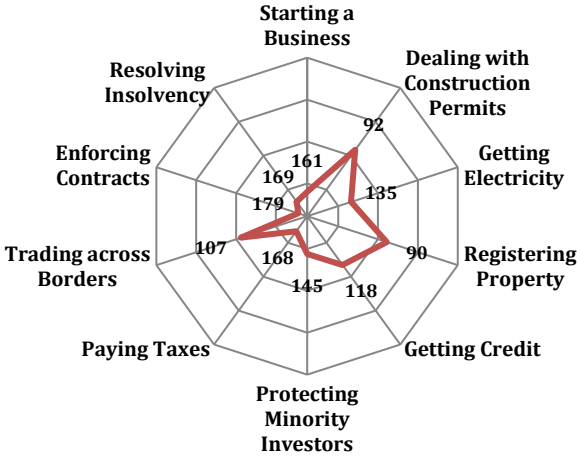 Starting a
Business
Dealing with
Construction
Permits
Resolving
Insolvency
92
161
Enforcing
Contracts
169
Getting
Electricity
135
179
Trading across
Borders
107
168
90
Registering
Property
145
118
Paying Taxes
Getting Credit
Protecting
Minority
Investors